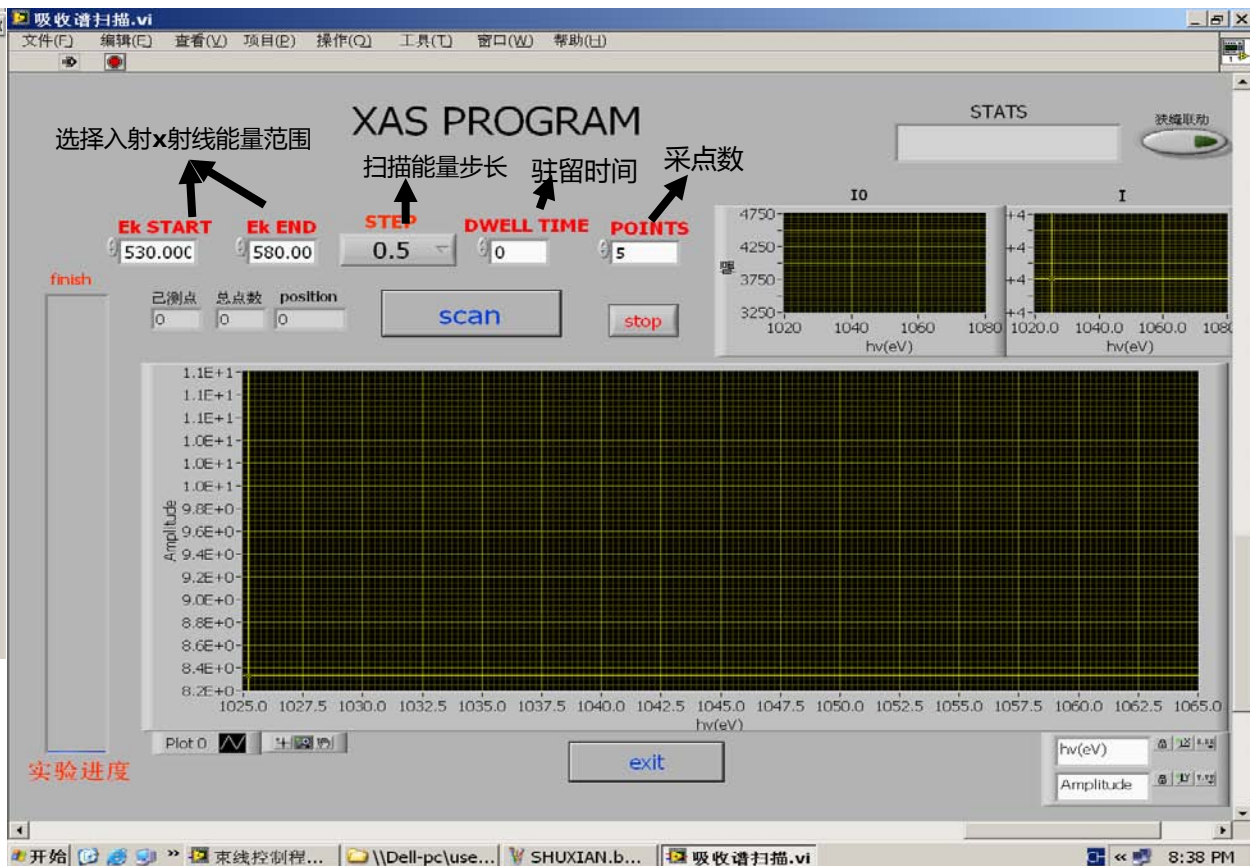 吸收谱扫描.vi
文件(F) 编辑(E) 查看(V) 项目(P) 操作(O) 工具(T) 窗口(W) 帮助(H)
XAS PROGRAM
STATS
狭缝联动
选择入射x射线能量范围
扫描能量步长
驻留时间
采点数
Ek START
Ek END
STEP
DWELL TIME
POINTS
530.000
580.00
0.5
0
5
finish
已测点 总点数 position
0 0 0
scan
stop
I0
4750
4250
3750
3250
1020 1040 1060 1080
hv(eV)
I
+4
+4
+4
+4
1020.0 1040.0 1060.0 1080
hv(eV)
1.1E+1
1.1E+1
1.1E+1
1.0E+1
1.0E+1
1.0E+1
9.8E+0
9.6E+0
9.4E+0
9.2E+0
9.0E+0
8.8E+0
8.6E+0
8.4E+0
8.2E+0
Amplitude
1025.0 1027.5 1030.0 1032.5 1035.0 1037.5 1040.0 1042.5 1045.0 1047.5 1050.0 1052.5 1055.0 1057.5 1060.0 1062.5 1065.0
hv(eV)
Plot 0
实验进度
exit
hv(eV)
Amplitude
开始 » 束线控制程... \\Dell-pc\use... SHUXIAN.b... 吸收谱扫描.vi CH « 8:38 PM